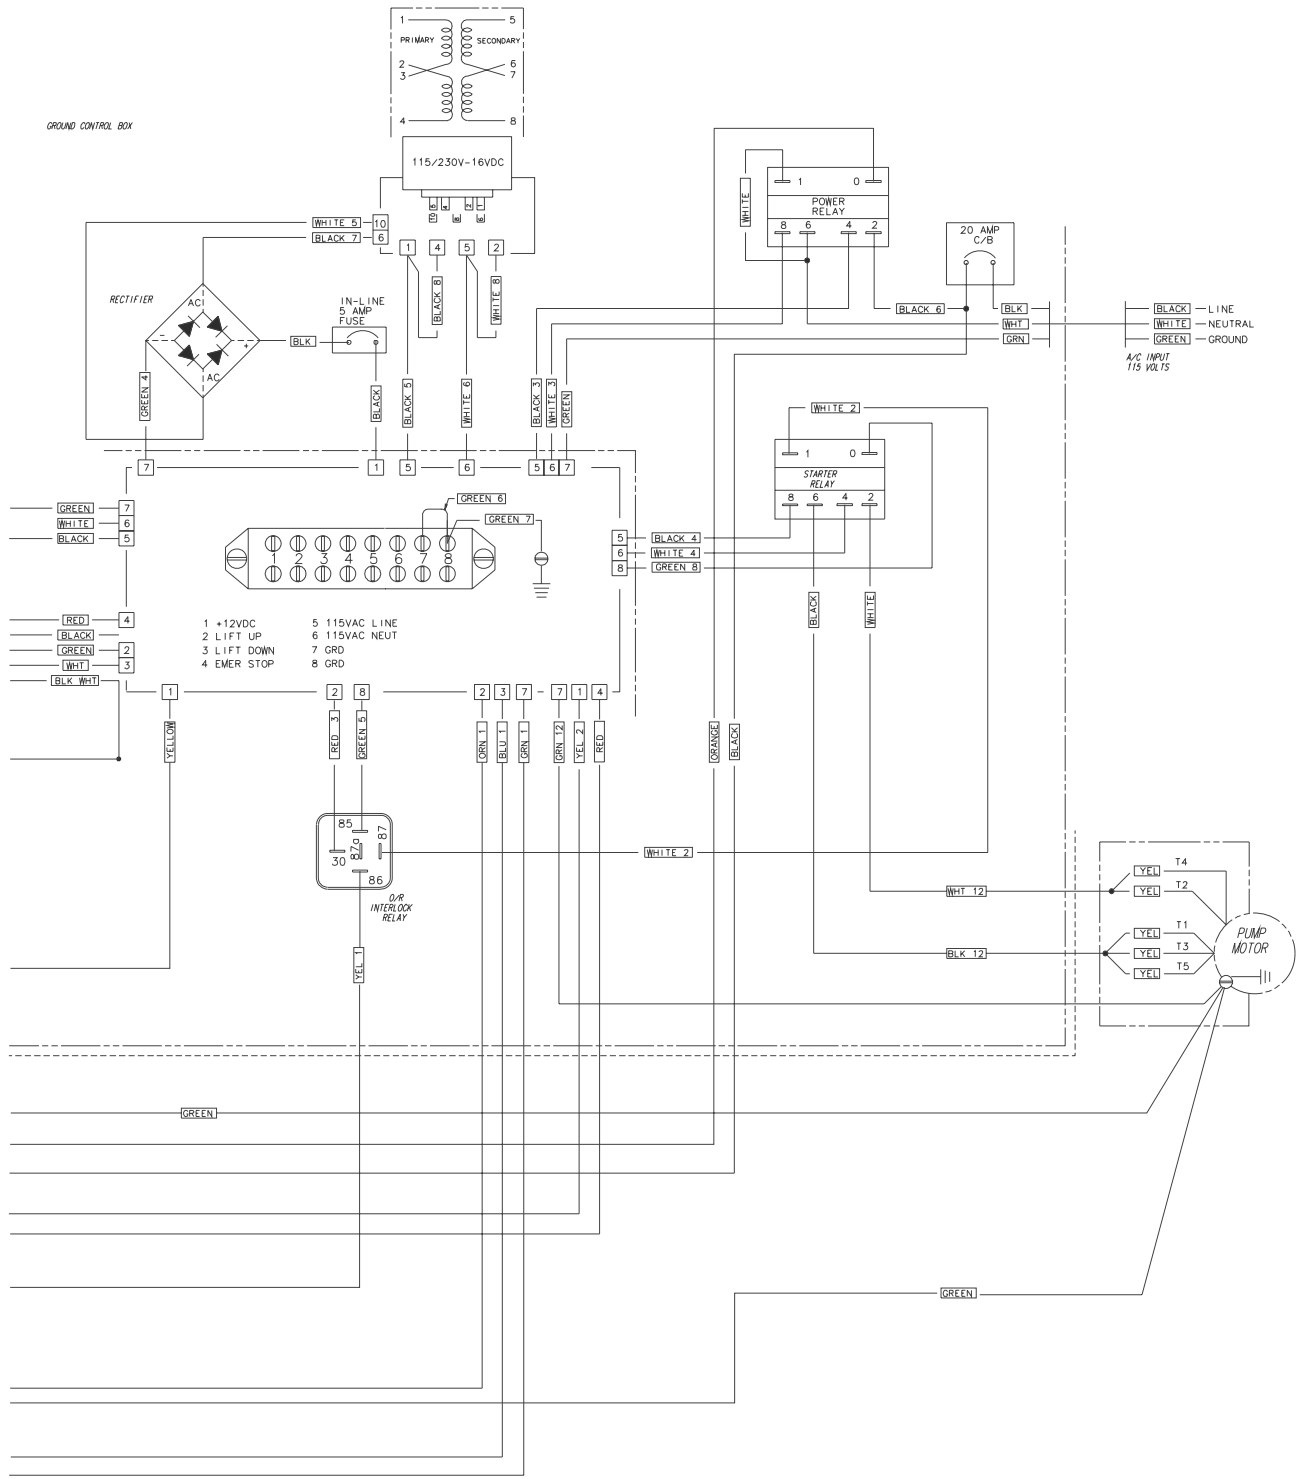 1
5
PRIMARY
SECONDARY
2
6
3
7
4
8
GROUND CONTROL BOX
115/230V-16VDC
WHITE 5
10
BLACK 7
6
1
4
5
2
BLACK 8
WHITE 8
RECTIFIER
AC
-
+
AC
IN-LINE
5 AMP
FUSE
BLK
GREEN 4
BLACK
BLACK 5
WHITE 6
BLACK 3
WHITE 3
GREEN
WHITE
1
0
POWER
RELAY
8
6
4
2
20 AMP
C/B
BLACK 6
BLK
BLACK
LINE
WHT
WHITE
NEUTRAL
GRN
GREEN
GROUND
A/C INPUT
115 VOLTS
WHITE 2
1
0
STARTER
RELAY
8
6
4
2
7
1
5
6
5
6
7
GREEN
7
WHITE
6
BLACK
5
GREEN 6
GREEN 7
1
2
3
4
5
6
7
8
5
BLACK 4
6
WHITE 4
8
GREEN 8
BLACK
WHITE
RED
4
BLACK
GREEN
2
WHT
3
BLK WHT
1 +12VDC
2 LIFT UP
3 LIFT DOWN
4 EMER STOP
5 115VAC LINE
6 115VAC NEUT
7 GRD
8 GRD
1
2
8
2
3
7
7
1
4
YELLOW
RED 3
GREEN 5
ORN 1
BLU 1
GRN 1
GRN 12
YEL 2
RED
ORANGE
BLACK
85
87
87a
30
86
O/R
INTERLOCK
RELAY
WHITE 2
YEL 1
WHT 12
BLK 12
YEL
T4
YEL
T2
YEL
T1
YEL
T3
YEL
T5
PUMP
MOTOR
GREEN
GREEN